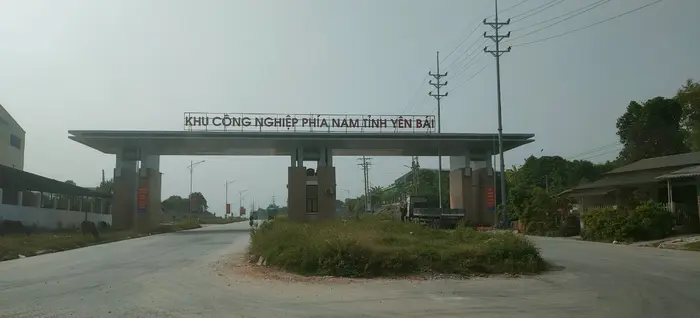 KHU CÔNG NGHIỆP PHÍA NAM TỈNH YÊN BÁI